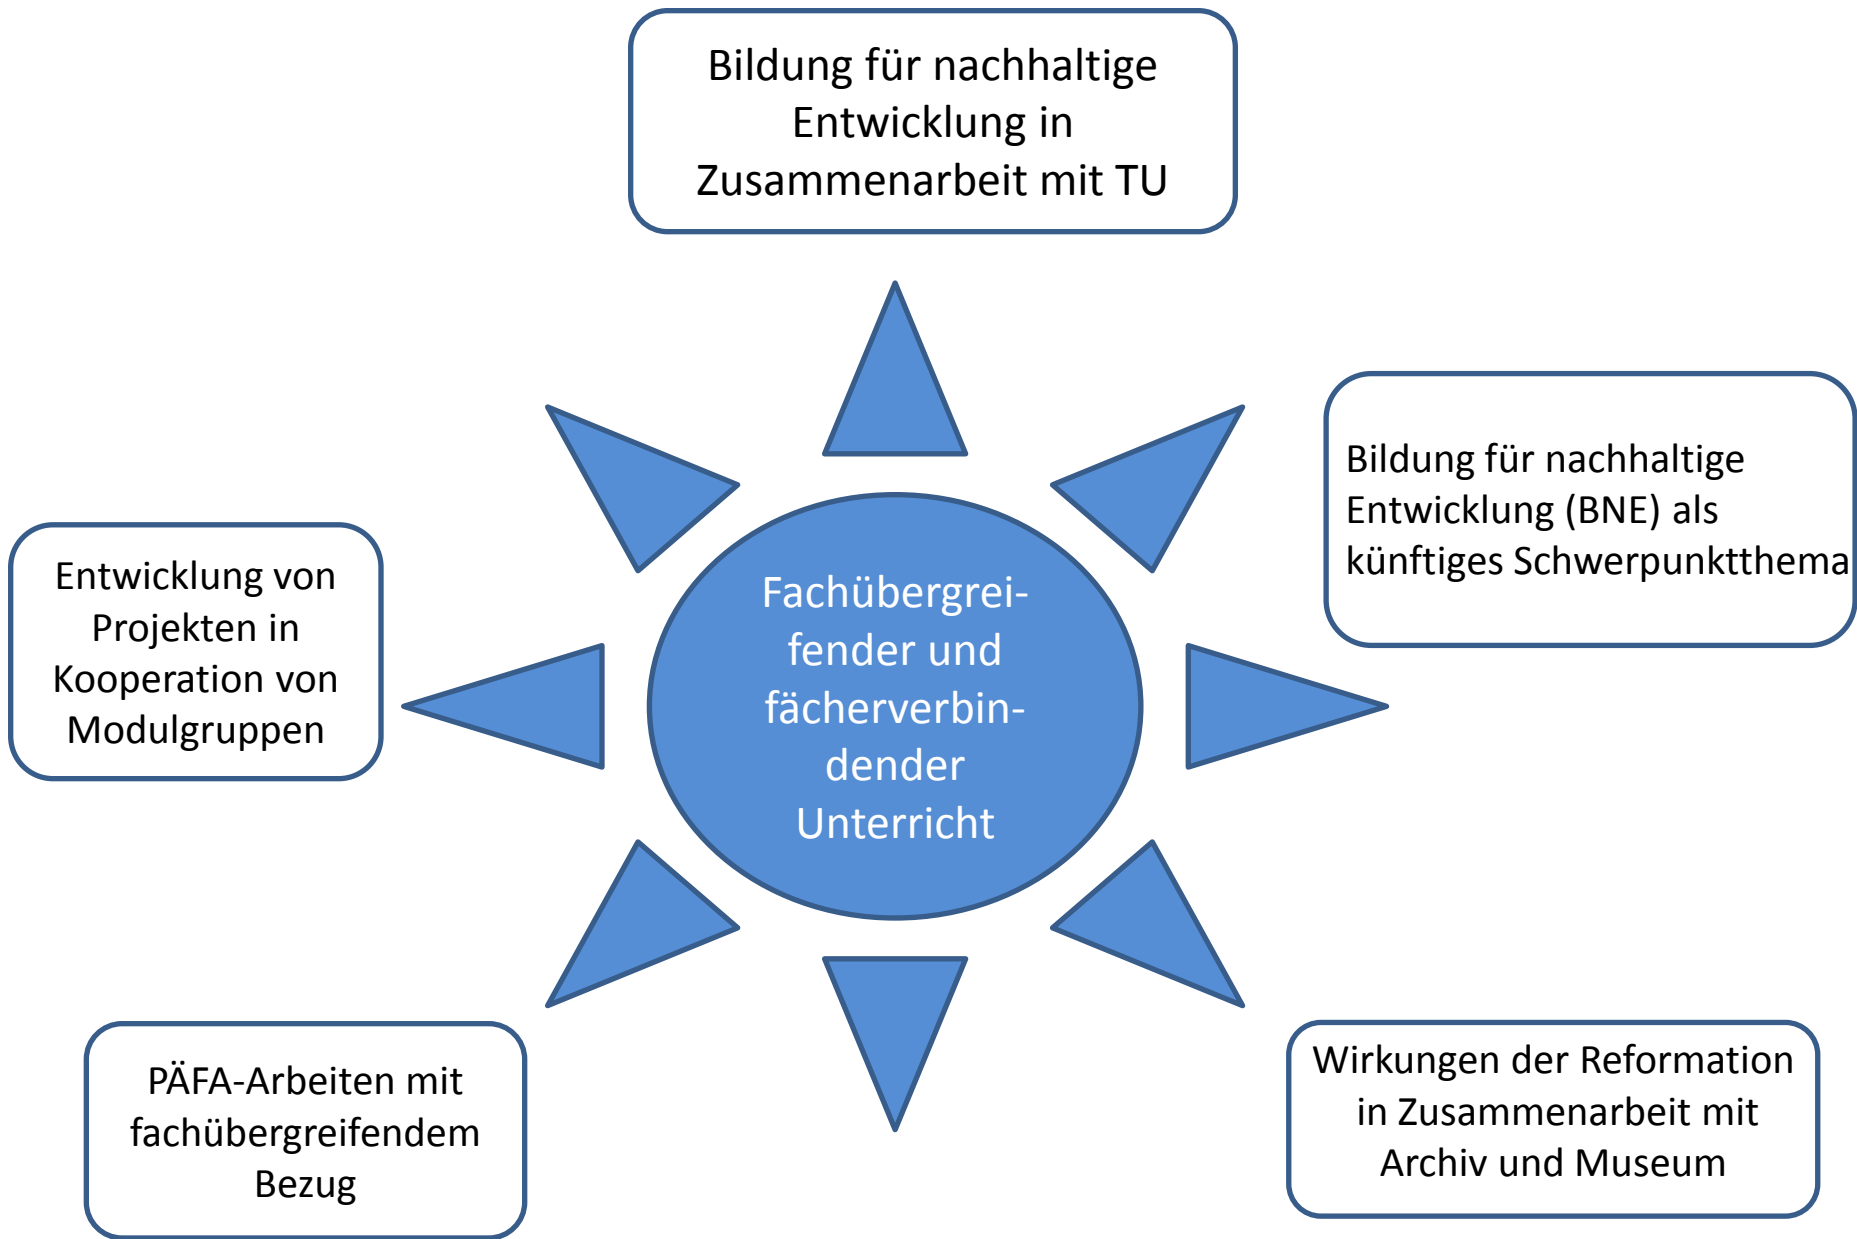 Bildung für nachhaltige
Entwicklung in
Zusammenarbeit mit TU
Bildung für nachhaltige
Entwicklung (BNE) als
künftiges Schwerpunktthema
Entwicklung von
Projekten in
Kooperation von
Modulgruppen
Fachübergrei-
fender und
fächerverbin-
dender
Unterricht
PÄFA-Arbeiten mit
fachübergreifendem
Bezug
Wirkungen der Reformation
in Zusammenarbeit mit
Archiv und Museum